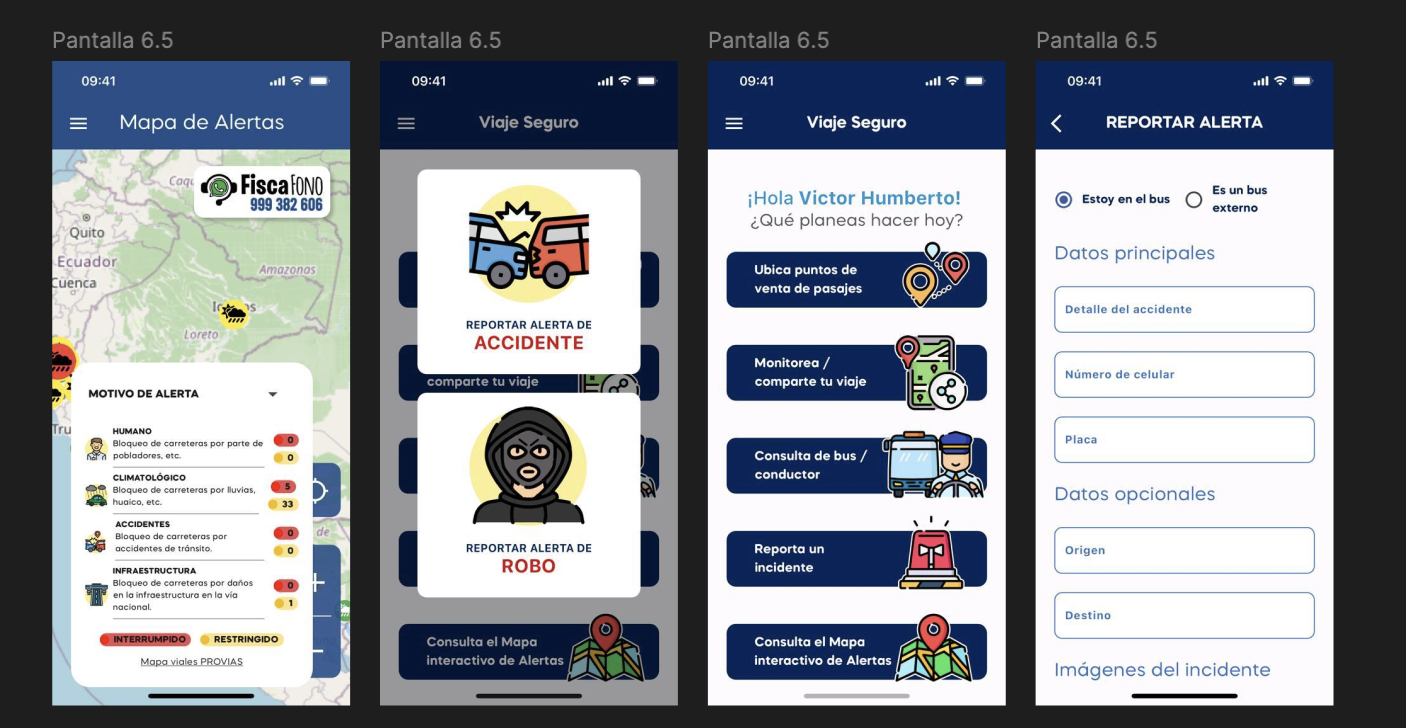 Pantalla 6.5
09:41
Mapa de Alertas
FiscaFONO
999 382 606
Quito
Ecuador
Cuenca
Amazonas
Loreto
MOTIVO DE ALERTA
HUMANO
Bloqueo de carreteras por parte de
pobladores, etc.
0
0
CLIMATOLÓGICO
Bloqueo de carreteras por lluvias,
huaico, etc.
5
33
ACCIDENTES
Bloqueo de carreteras por
accidentes de tránsito.
0
0
INFRAESTRUCTURA
Bloqueo de carreteras por daños
en la infraestructura en la vía
nacional.
0
1
INTERRUMPIDO
RESTRINGIDO
Mapa viales PROVIAS
de
Pantalla 6.5
09:41
Viaje Seguro
REPORTAR ALERTA DE
ACCIDENTE
comparte tu viaje
REPORTAR ALERTA DE
ROBO
Consulta el Mapa
interactivo de Alertas
Pantalla 6.5
09:41
Viaje Seguro
¡Hola Victor Humberto!
¿Qué planeas hacer hoy?
Ubica puntos de
venta de pasajes
Monitorea /
comparte tu viaje
Consulta de bus /
conductor
Reporta un
incidente
Consulta el Mapa
interactivo de Alertas
Pantalla 6.5
09:41
REPORTAR ALERTA
Estoy en el bus
Es un bus
externo
Datos principales
Detalle del accidente
Número de celular
Placa
Datos opcionales
Origen
Destino
Imágenes del incidente